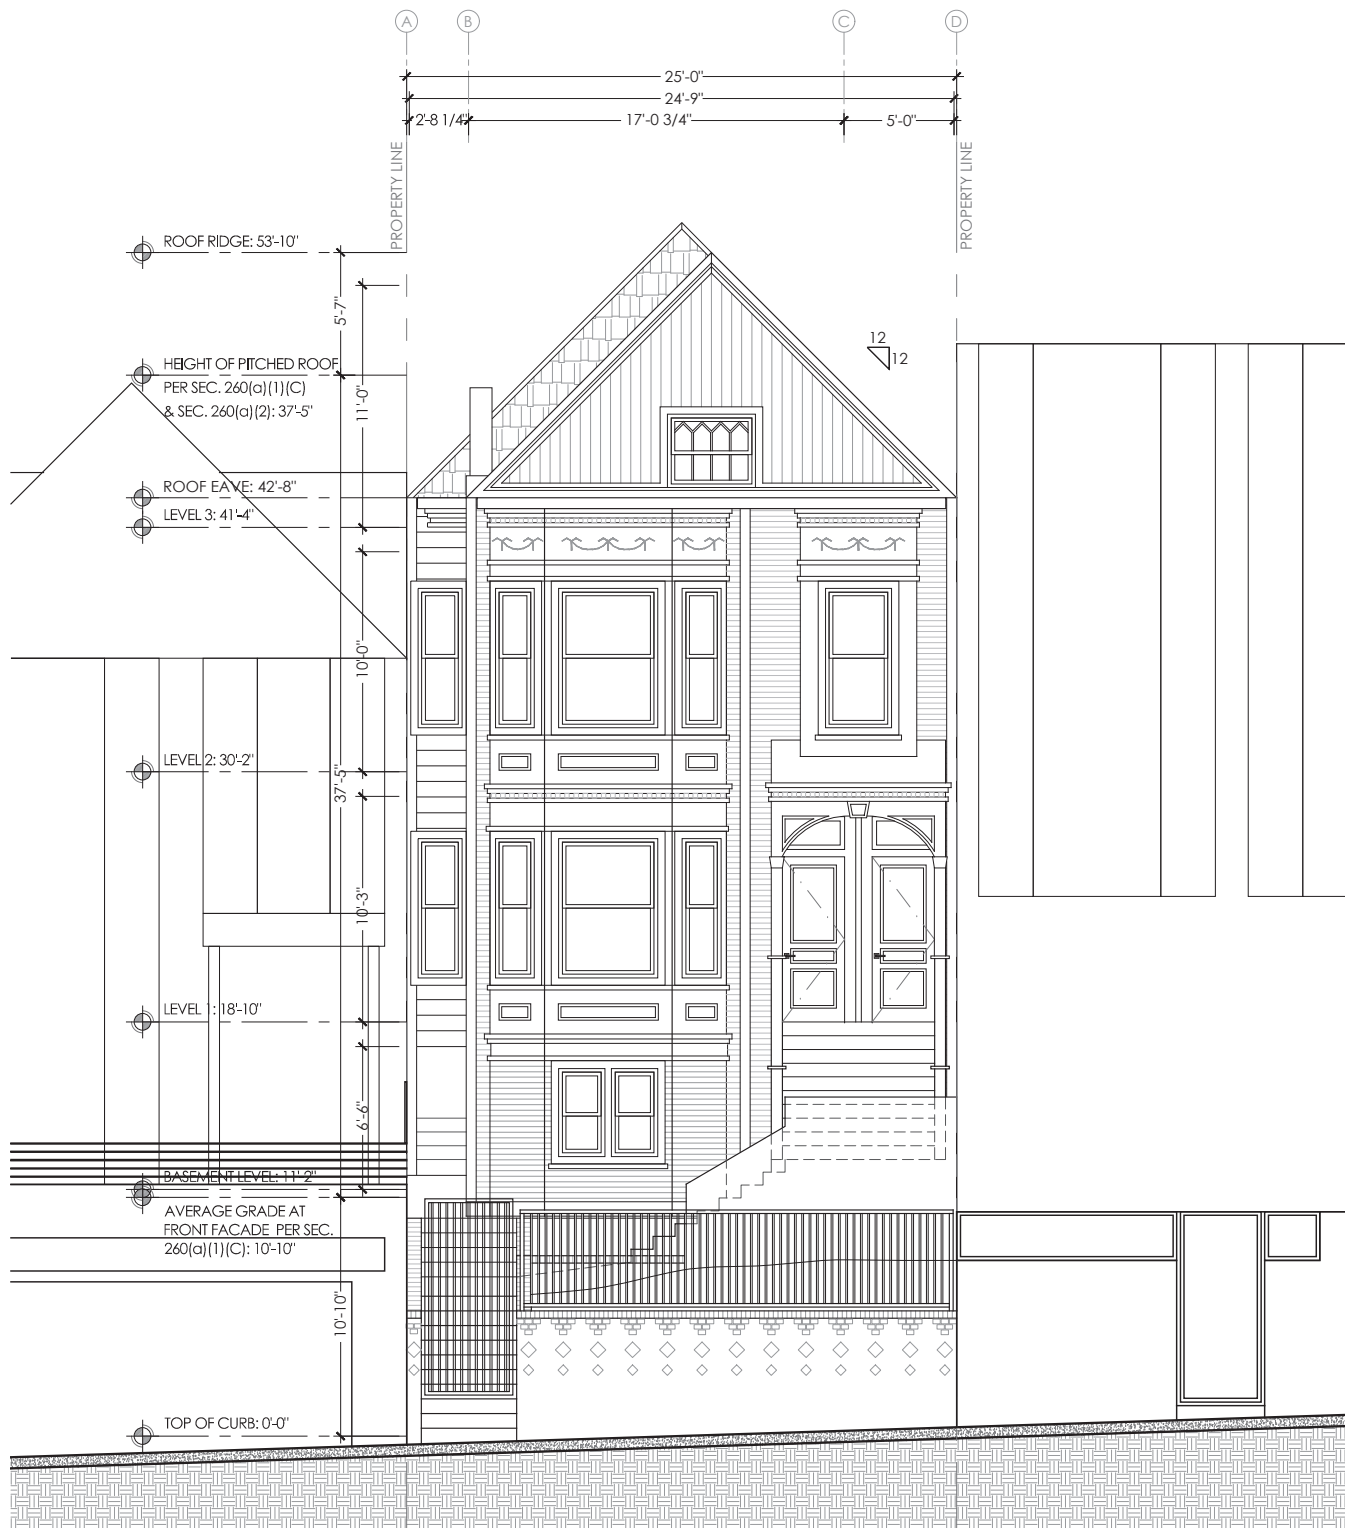 A B C D
25'-0"
24'-9"
2'-8 1/4" 17'-0 3/4" 5'-0"
PROPERTY LINE
PROPERTY LINE
ROOF RIDGE: 53'-10"
5'-7"
12
12
HEIGHT OF PITCHED ROOF
PER SEC. 260(a)(1)(C)
& SEC. 260(a)(2): 37'-5"
11'-0"
ROOF EAVE: 42'-8"
LEVEL 3: 41'-4"
10'-0"
LEVEL 2: 30'-2"
37'-5"
10'-3"
LEVEL 1: 18'-10"
6'-6"
BASEMENT LEVEL: 11'-2"
AVERAGE GRADE AT
FRONT FACADE PER SEC.
260(a)(1)(C): 10'-10"
10'-10"
TOP OF CURB: 0'-0"